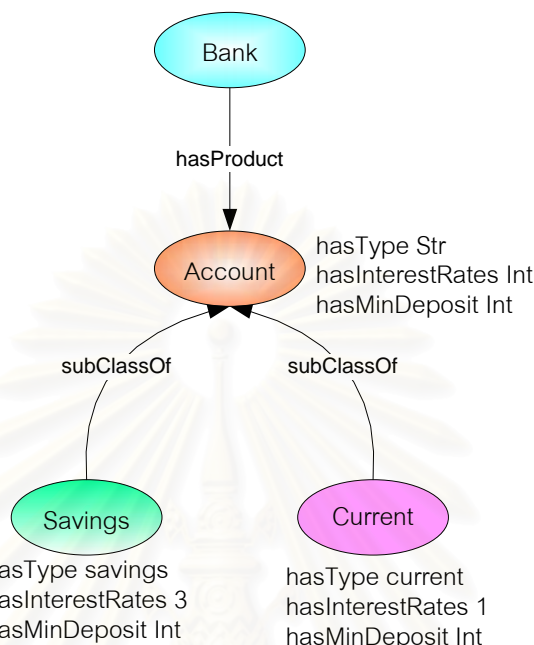 Bank
hasProduct
Account
hasType Str
hasInterestRates Int
hasMinDeposit Int
subClassOf
subClassOf
Savings
Current
asType savings
asInterestRates 3
asMinDeposit Int
hasType current
hasInterestRates 1
hasMinDeposit Int